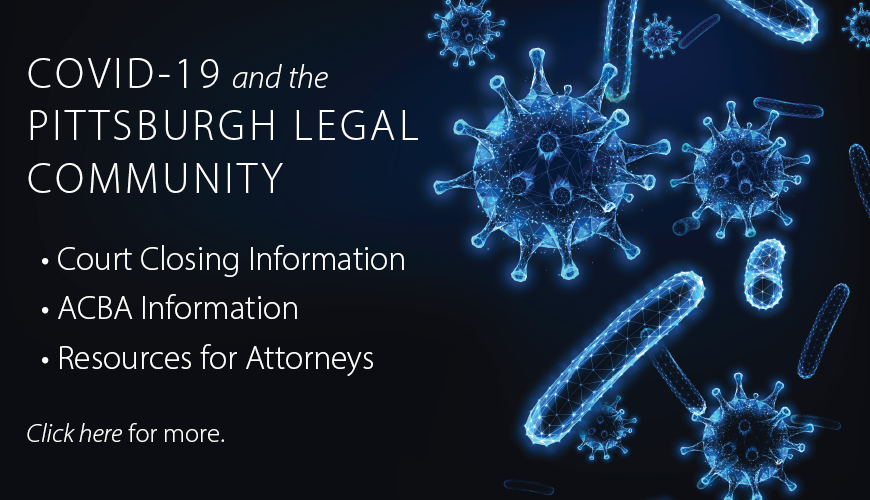 COVID-19 and the
PITTSBURGH LEGAL
COMMUNITY
• Court Closing Information
• ACBA Information
• Resources for Attorneys
Click here for more.